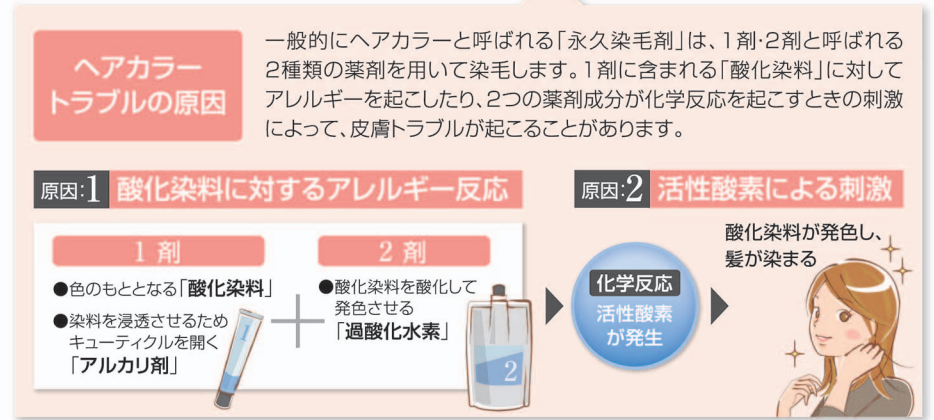 ヘアカラー
トラブルの原因
一般的にヘアカラーと呼ばれる「永久染毛剤」は、1剤・2剤と呼ばれる
2種類の薬剤を用いて染毛します。1剤に含まれる「酸化染料」に対して
アレルギーを起こしたり、2つの薬剤成分が化学反応を起こすときの刺激
によって、皮膚トラブルが起こることがあります。
原因:1 酸化染料に対するアレルギー反応
1剤
●色のもととなる「酸化染料」
●染料を浸透させるため
キューティクルを開く
「アルカリ剤」
1
2剤
●酸化染料を酸化して
発色させる
「過酸化水素」
2
原因:2 活性酸素による刺激
化学反応
活性酸素
が発生
酸化染料が発色し、
髪が染まる